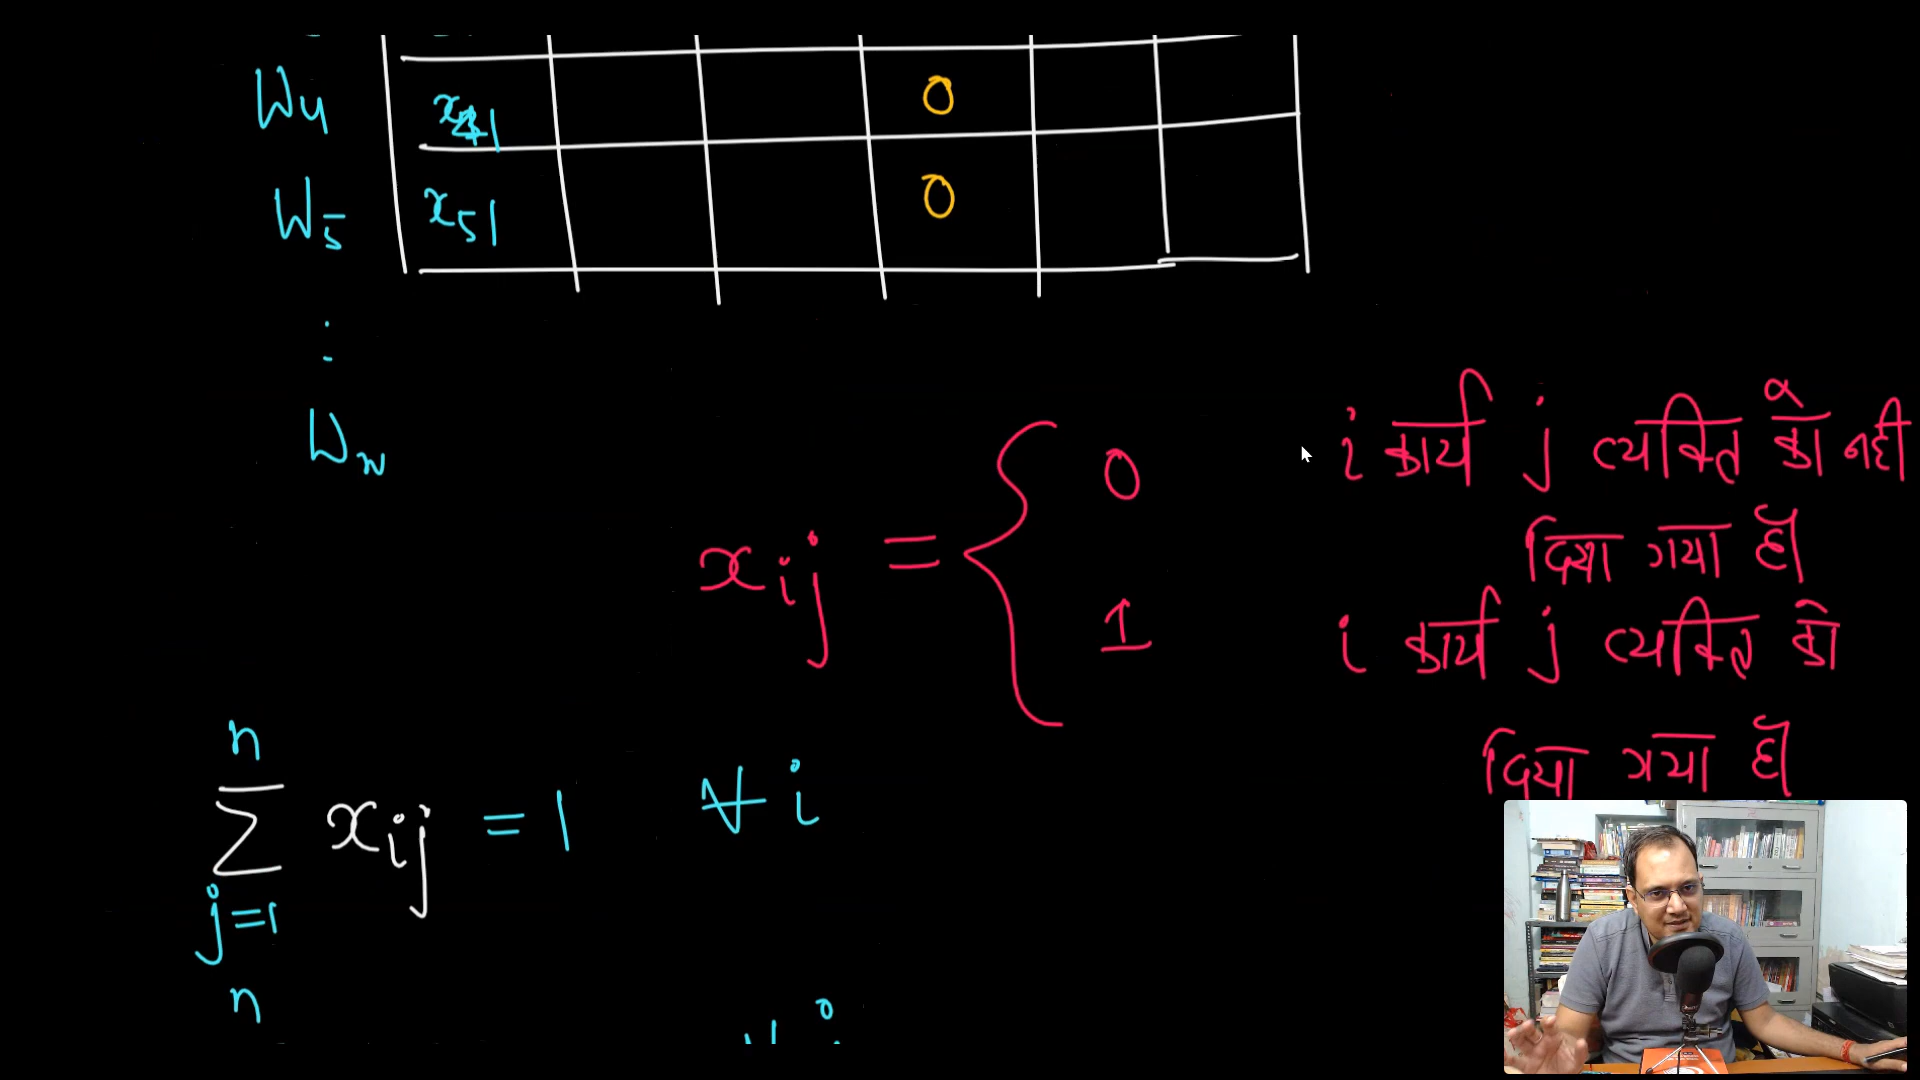 W4 x41 0
W5 x51 0
:
Wn
xij = { 0 i कार्य j व्यक्ति को नहीं
दिया गया हो
1 i कार्य j व्यक्ति को
दिया गया हो
n
∑ xij = 1 ∀ i
j=1
n